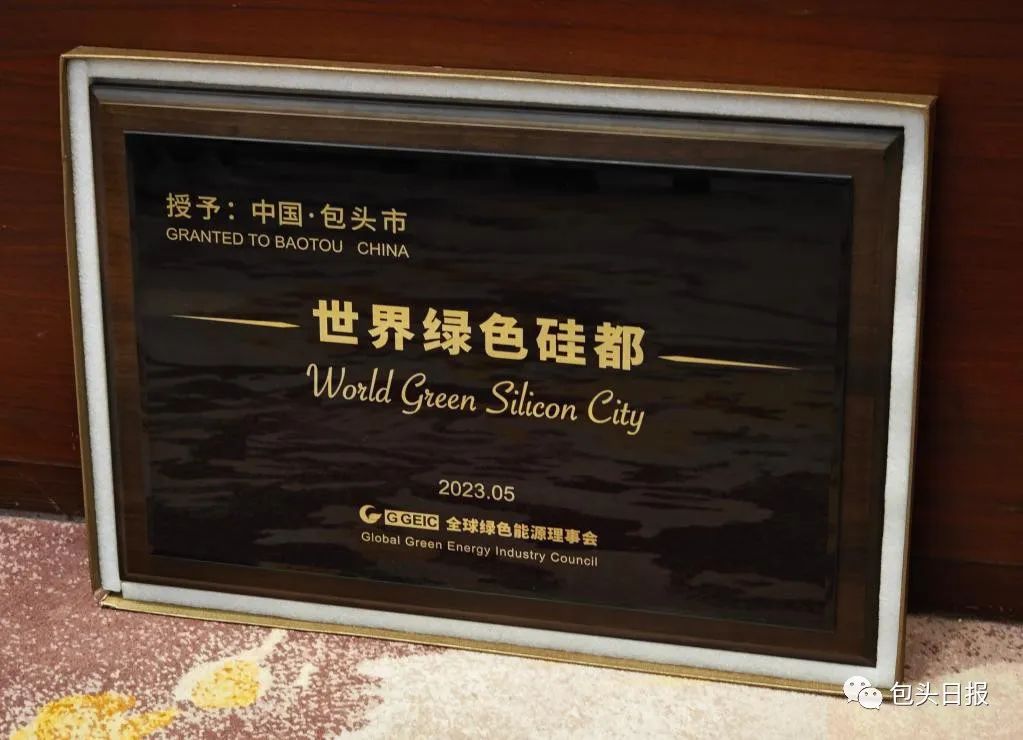 授予：中国·包头市
GRANTED TO BAOTOU CHINA
世界绿色硅都
World Green Silicon City
2023.05
G GEIC 全球绿色能源理事会
Global Green Energy Industry Council
包头日报